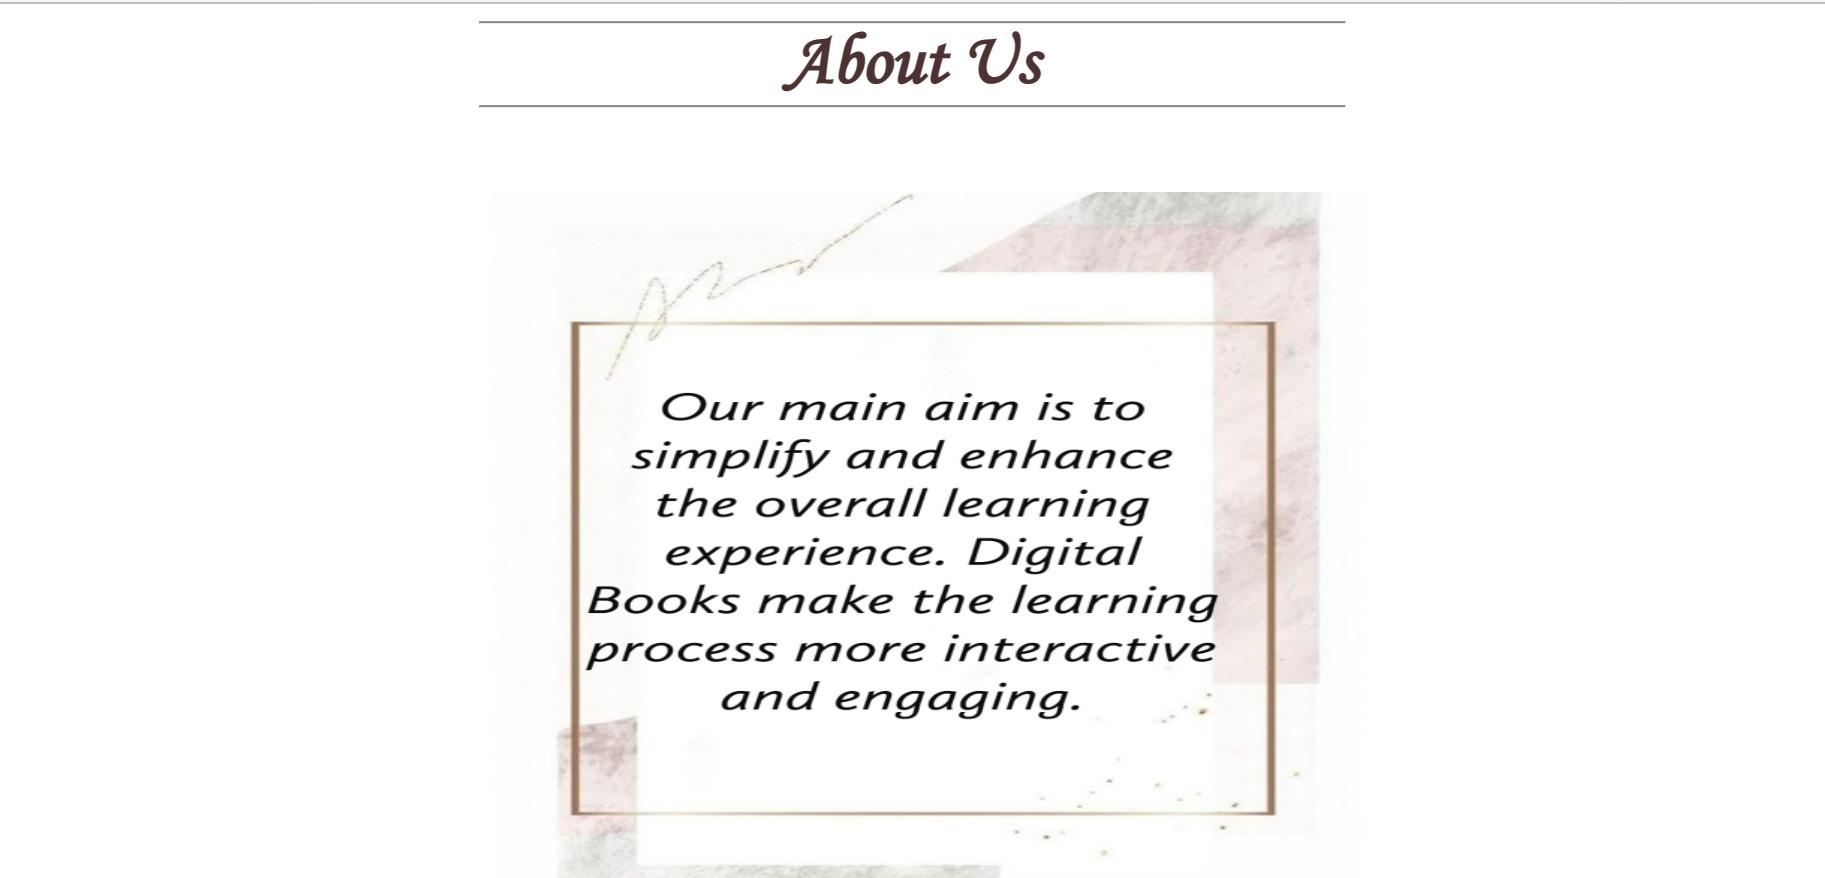 About Us
Our main aim is to
simplify and enhance
the overall learning
experience. Digital
Books make the learning
process more interactive
and engaging.